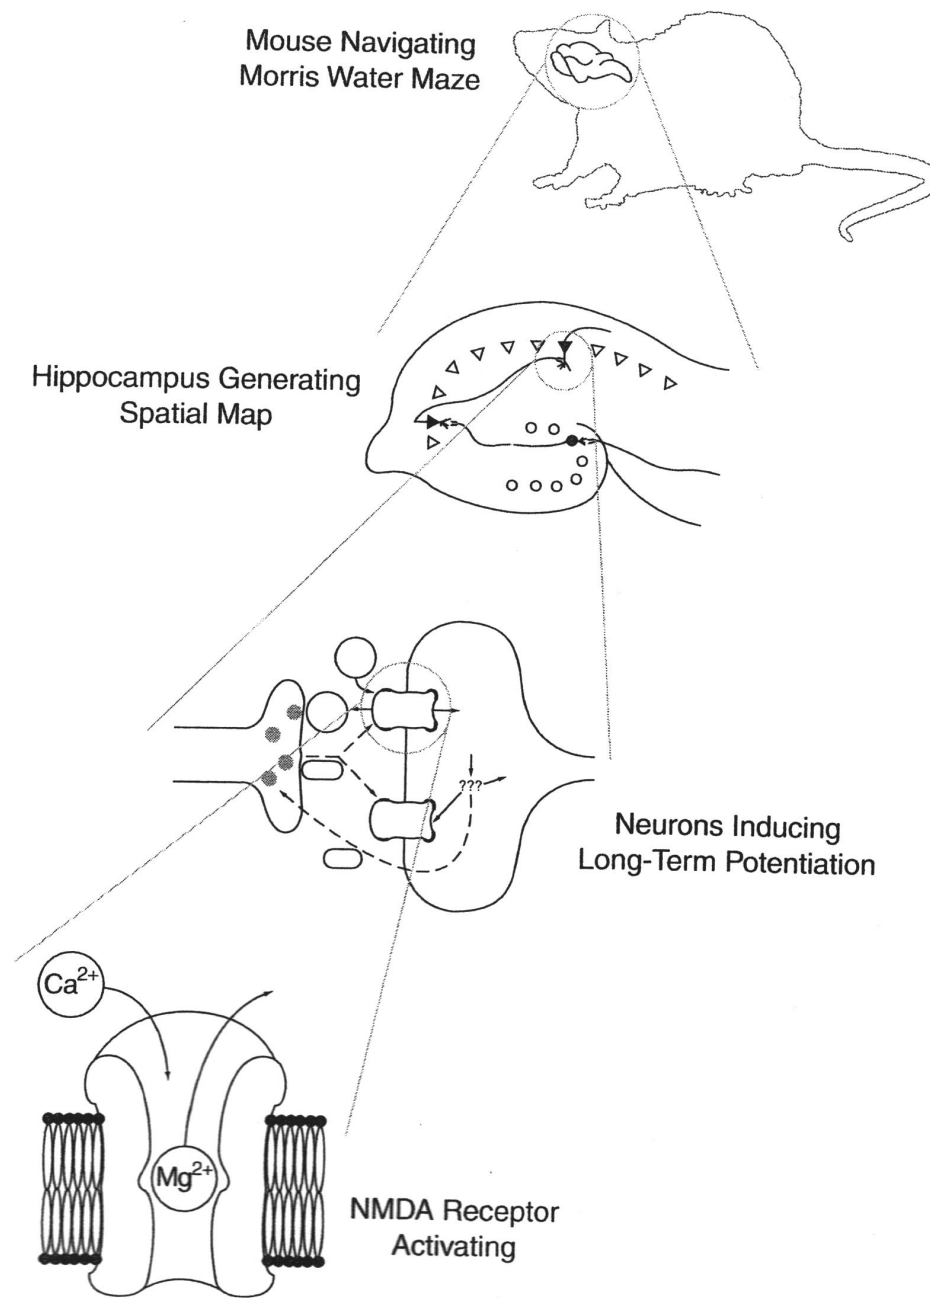 Mouse Navigating
Morris Water Maze
Hippocampus Generating
Spatial Map
???
Neurons Inducing
Long-Term Potentiation
Ca²⁺
Mg²⁺
NMDA Receptor
Activating